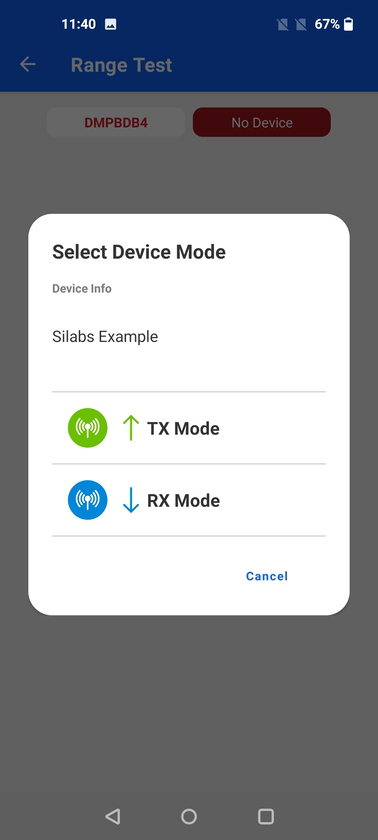 11:40
67%
Range Test
DMPBDB4
No Device
Select Device Mode
Device Info
Silabs Example
TX Mode
RX Mode
Cancel